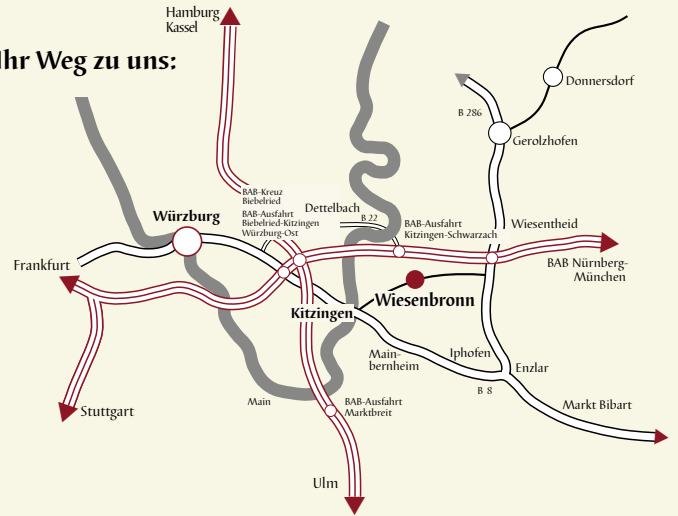 Hamburg
Kassel
Ihr Weg zu uns:
Donnersdorf
B 286
Gerolzhofen
BAB-Kreuz
Biebelried
Dettelbach
BAB-Ausfahrt
Biebelried-Kitzingen
Würzburg-Ost
Würzburg
B 22
BAB-Ausfahrt
Kitzingen-Schwarzach
Wiesentheid
Frankfurt
BAB Nürnberg-
München
Wiesenbronn
Kitzingen
Main-
bernheim
Iphofen
Enzlar
B 8
Main
BAB-Ausfahrt
Marktbreit
Markt Bibart
Stuttgart
Ulm